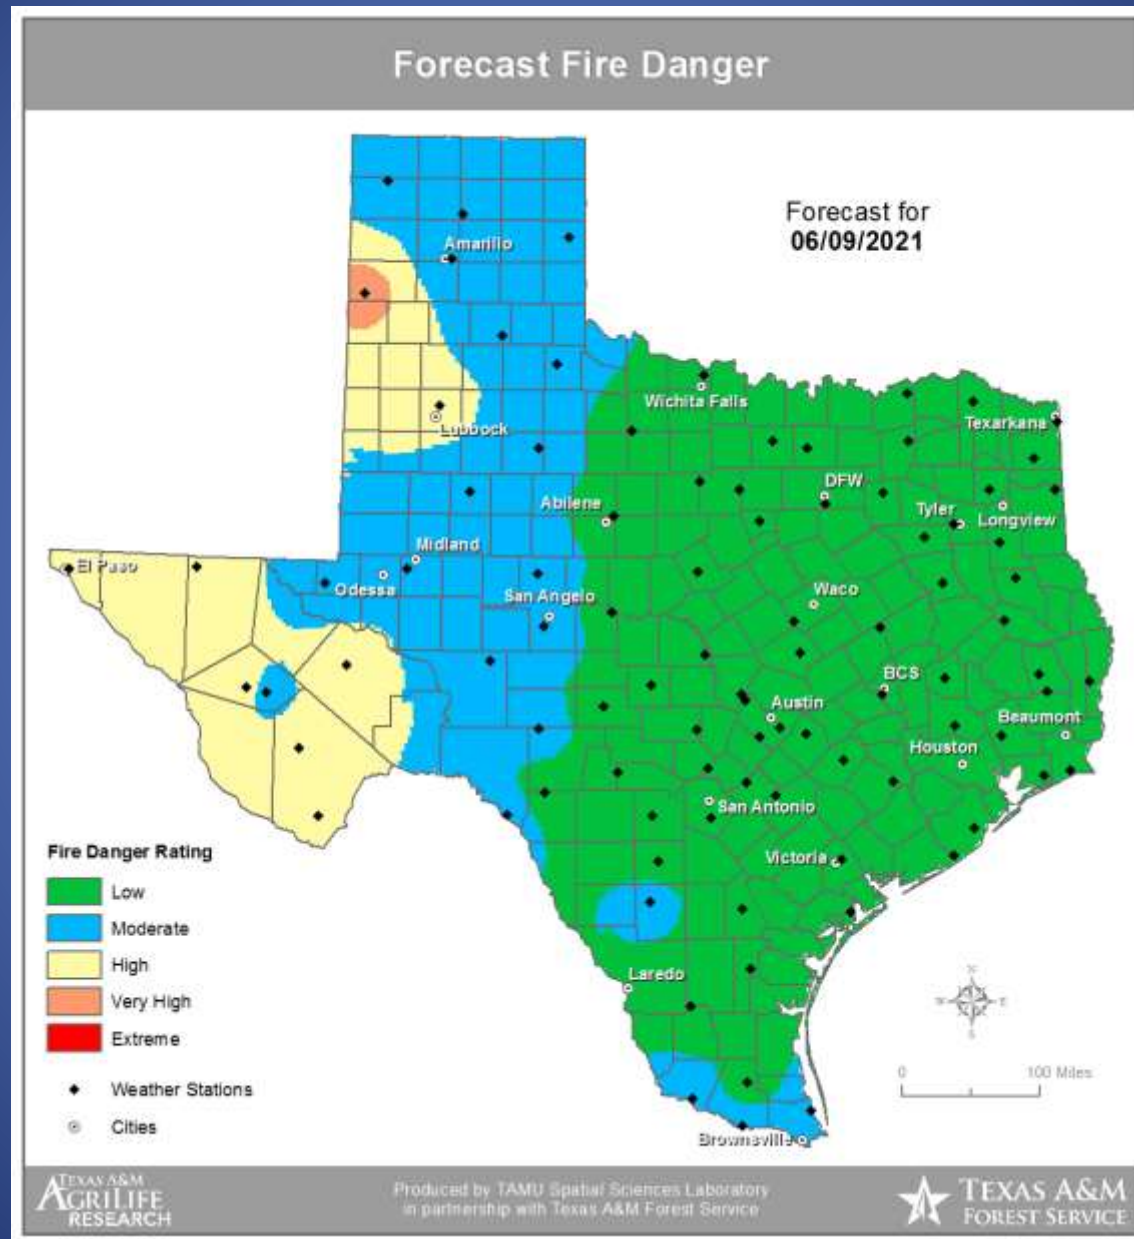 Forecast Fire Danger
Forecast for
06/09/2021
Amarillo
Wichita Falls
Lubbock
Texarkana
DFW
Abilene
Tyler
Longview
Midland
El Paso
Odessa
San Angelo
Waco
BCS
Austin
Beaumont
Houston
San Antonio
Victoria
Laredo
Brownsville
Fire Danger Rating
Low
Moderate
High
Very High
Extreme
Weather Stations
Cities
N
W E
S
0 100 Miles
TEXAS A&M
AGRILIFE
RESEARCH
Produced by TAMU Spatial Sciences Laboratory
in partnership with Texas A&M Forest Service
TEXAS A&M
FOREST SERVICE